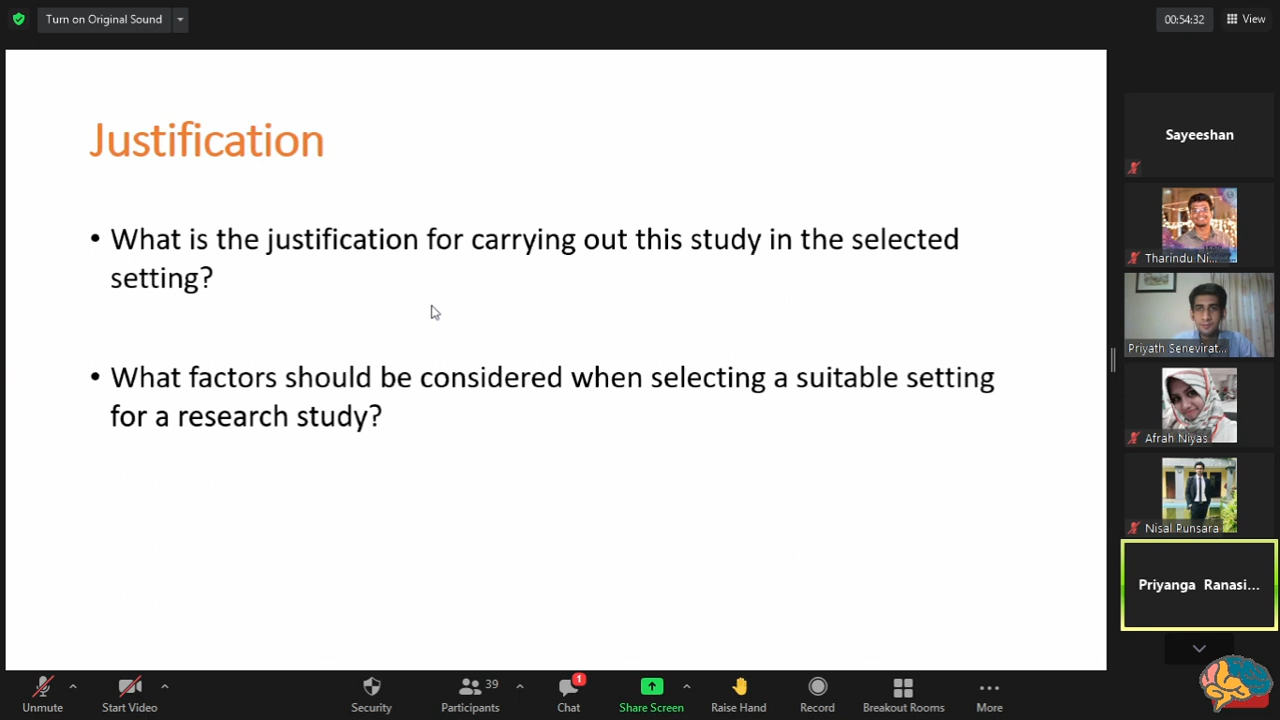 Turn on Original Sound
00:54:32
View
Justification
• What is the justification for carrying out this study in the selected
setting?
• What factors should be considered when selecting a suitable setting
for a research study?
Sayeeshan
Tharindu Ni...
Priyath Senevirat...
Afrah Niyas
Nisal Punsara
Priyanga Ranasi...
Unmute
Start Video
Security
39
Participants
1
Chat
Share Screen
Raise Hand
Record
Breakout Rooms
More